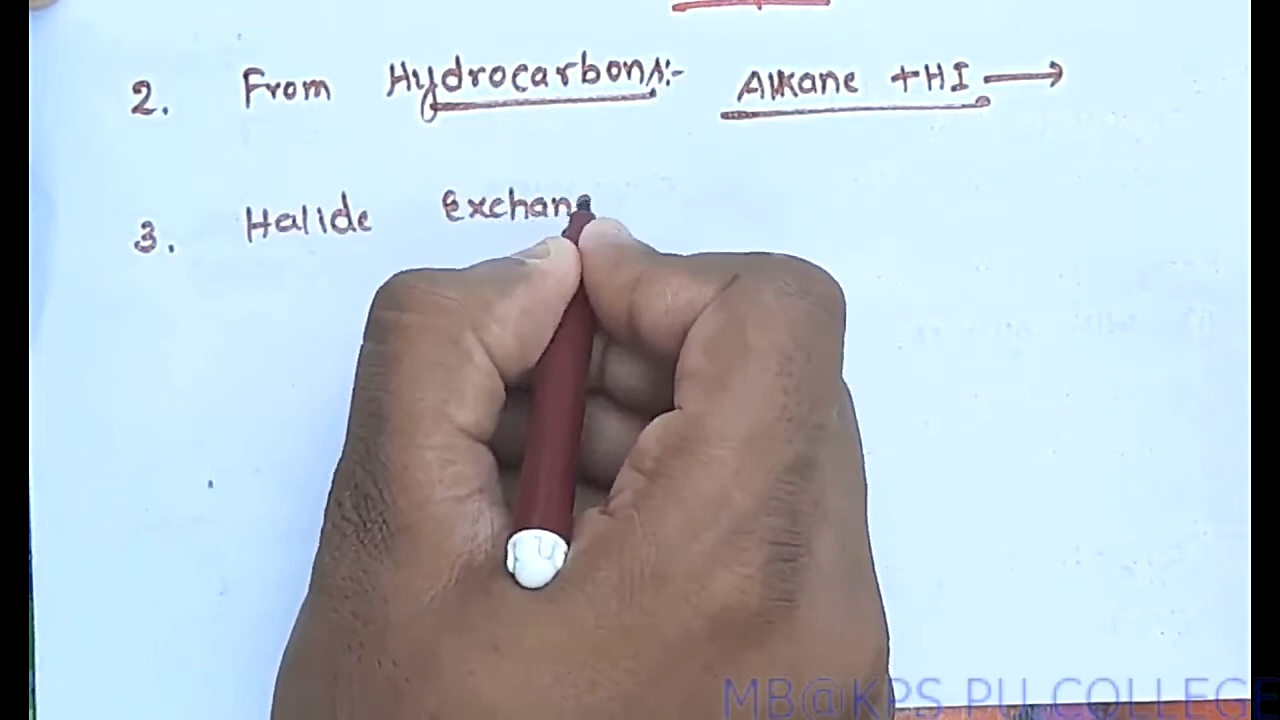 2. From Hydrocarbons:- Alkane + HI →
3. Halide Exchan
MB@KPS PU COLLEGE